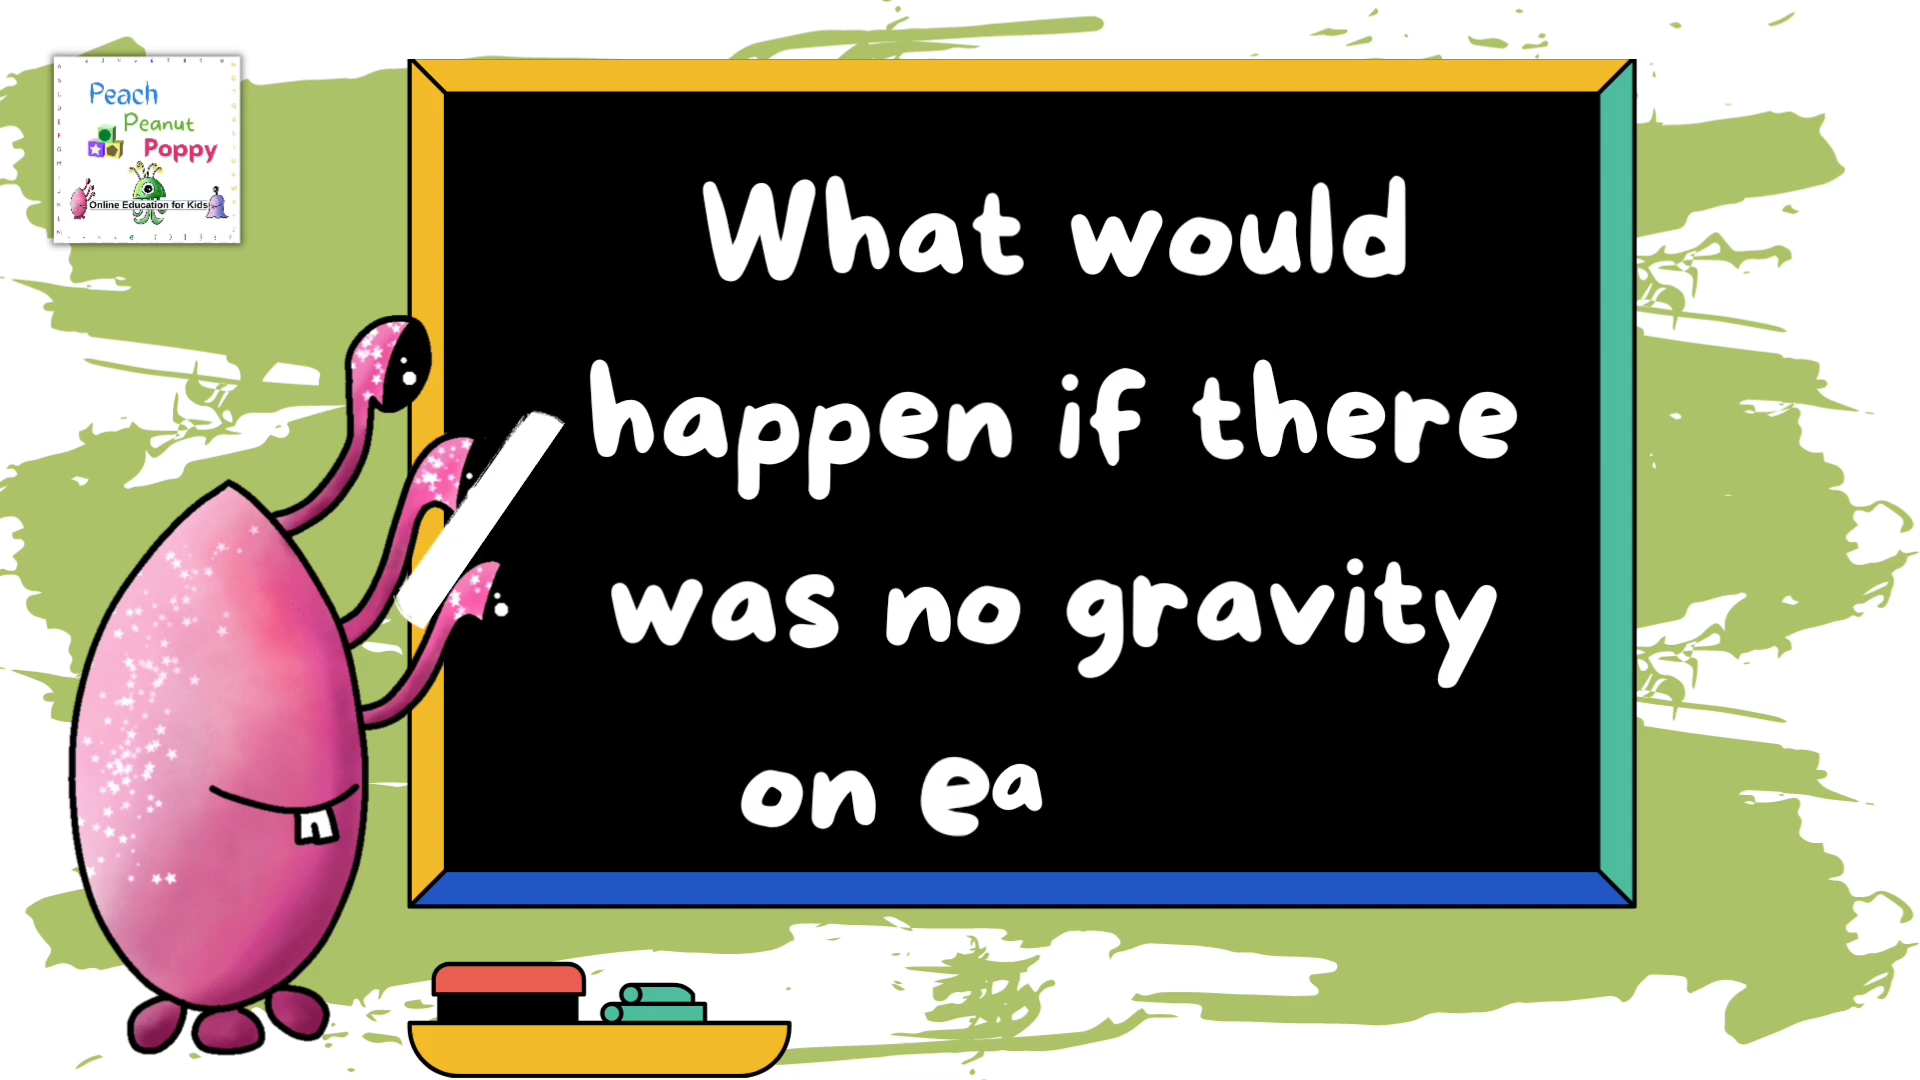 Peach
Peanut
Poppy
Online Education for Kids
What would
happen if there
was no gravity
on ea